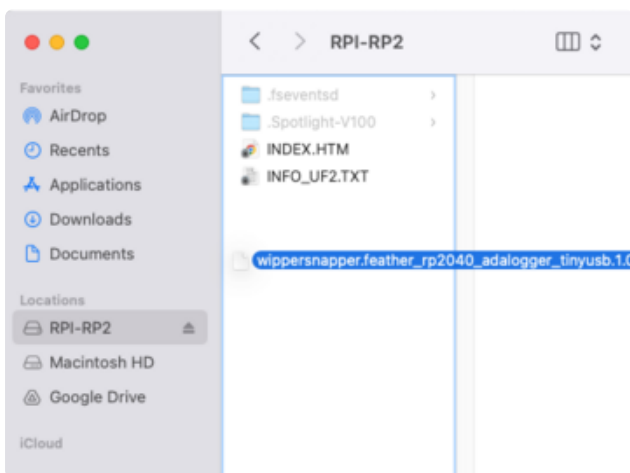 RPI-RP2
Favorites
AirDrop
Recents
Applications
Downloads
Documents
Locations
RPI-RP2
Macintosh HD
Google Drive
iCloud
.fseventsd
.Spotlight-V100
INDEX.HTM
INFO_UF2.TXT
wippersnapper.feather_rp2040_adalogger_tinyusb.1.0